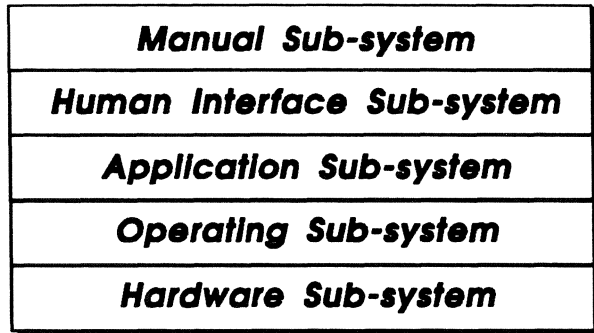 Manual Sub-system
Human Interface Sub-system
Application Sub-system
Operating Sub-system
Hardware Sub-system